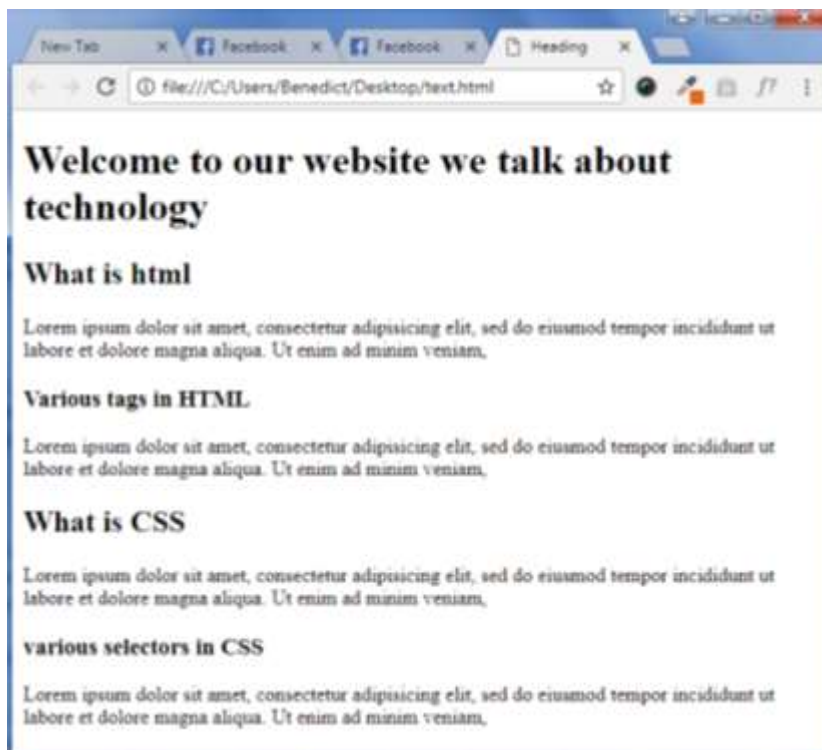 New Tab
Facebook
Facebook
Heading
file:///C:/Users/Benedict/Desktop/text.html
f?
Welcome to our website we talk about
technology
What is html
Lorem ipsum dolor sit amet, consectetur adipisicing elit, sed do eiusmod tempor incididunt ut
labore et dolore magna aliqua. Ut enim ad minim veniam,
Various tags in HTML
Lorem ipsum dolor sit amet, consectetur adipisicing elit, sed do eiusmod tempor incididunt ut
labore et dolore magna aliqua. Ut enim ad minim veniam,
What is CSS
Lorem ipsum dolor sit amet, consectetur adipisicing elit, sed do eiusmod tempor incididunt ut
labore et dolore magna aliqua. Ut enim ad minim veniam,
various selectors in CSS
Lorem ipsum dolor sit amet, consectetur adipisicing elit, sed do eiusmod tempor incididunt ut
labore et dolore magna aliqua. Ut enim ad minim veniam,